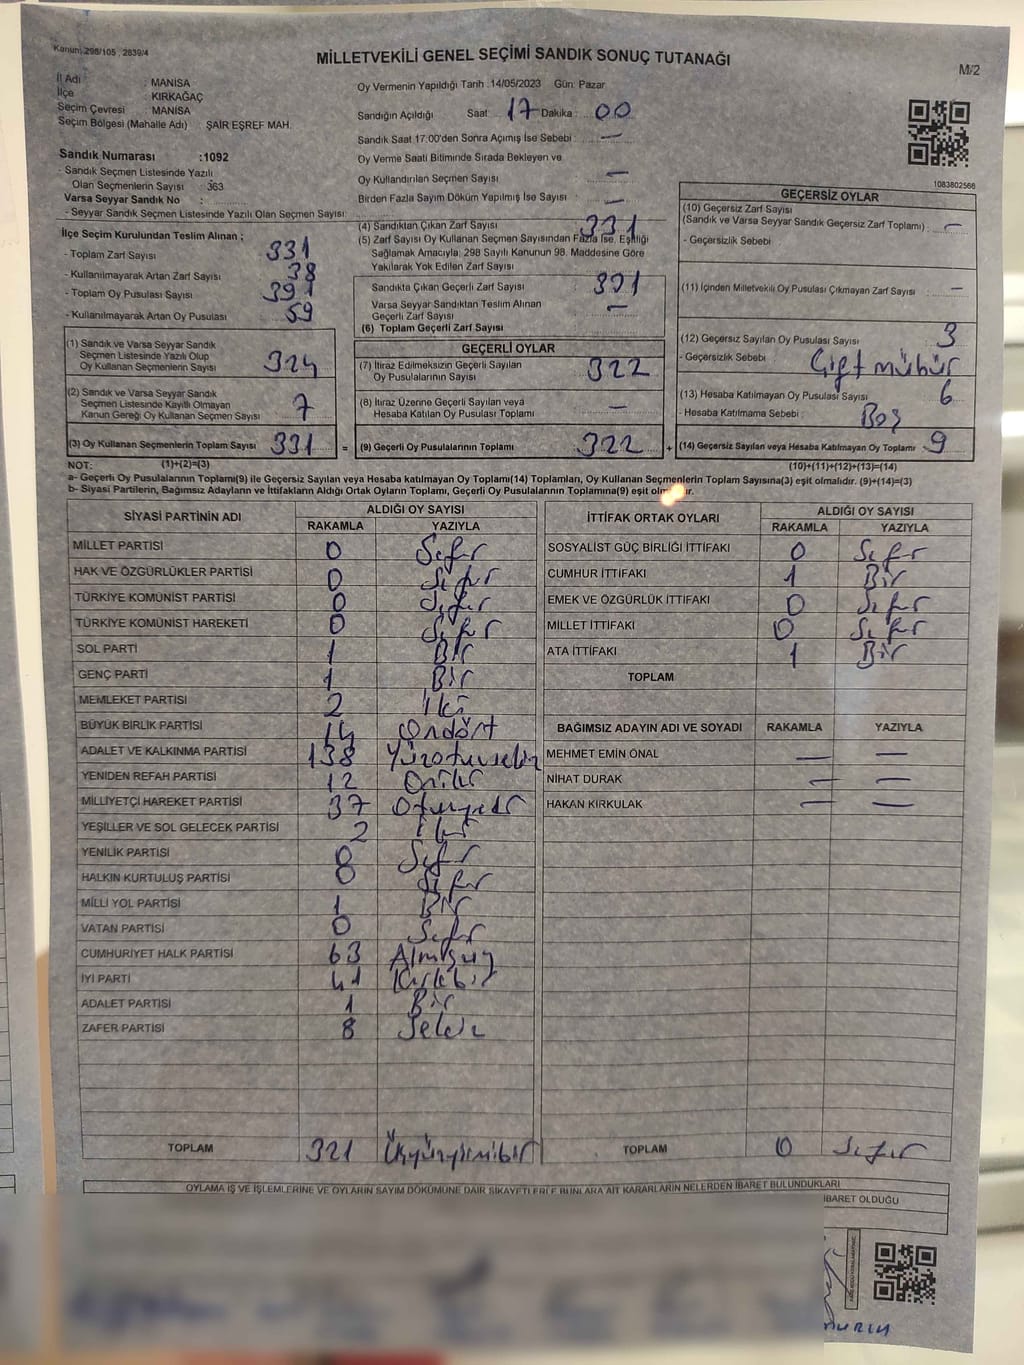 Kanun: 298/105 , 2839/4
MİLLETVEKİLİ GENEL SEÇİMİ SANDIK SONUÇ TUTANAĞI
M/2
İl Adı : MANİSA
İlçe : KIRKAĞAÇ
Seçim Çevresi : MANİSA
Seçim Bölgesi (Mahalle Adı) : ŞAİR EŞREF MAH.
Oy Vermenin Yapıldığı Tarih : 14/05/2023 Gün: Pazar
Sandığın Açıldığı Saat 17 Dakika : 00
Sandık Saat 17:00'den Sonra Açımış İse Sebebi : —
Oy Verme Saati Bitiminde Sırada Bekleyen ve
Oy Kullandırılan Seçmen Sayısı : —
Birden Fazla Sayım Döküm Yapılmış İse Sayısı : —
Sandık Numarası : 1092
- Sandık Seçmen Listesinde Yazılı
Olan Seçmenlerin Sayısı : 363
Varsa Seyyar Sandık No :
- Seyyar Sandık Seçmen Listesinde Yazılı Olan Seçmen Sayısı:
1083802566
İlçe Seçim Kurulundan Teslim Alınan ;
- Toplam Zarf Sayısı 331
- Kullanılmayarak Artan Zarf Sayısı 38
- Toplam Oy Pusulası Sayısı 391
- Kullanılmayarak Artan Oy Pusulası 59
(4) Sandıktan Çıkan Zarf Sayısı 331
(5) Zarf Sayısı Oy Kullanan Seçmen Sayısından Fazla İse, Eşitliği
Sağlamak Amacıyla; 298 Sayılı Kanunun 98. Maddesine Göre
Yakılarak Yok Edilen Zarf Sayısı
Sandıkta Çıkan Geçerli Zarf Sayısı
Varsa Seyyar Sandıktan Teslim Alınan
Geçerli Zarf Sayısı : —
(6) Toplam Geçerli Zarf Sayısı
GEÇERSİZ OYLAR
(10) Geçersiz Zarf Sayısı
(Sandık ve Varsa Seyyar Sandık Geçersiz Zarf Toplamı) : —
- Geçersizlik Sebebi
(11) İçinden Milletvekili Oy Pusulası Çıkmayan Zarf Sayısı : —
(12) Geçersiz Sayılan Oy Pusulası Sayısı 3
- Geçersizlik Sebebi : Çift mühür
(13) Hesaba Katılmayan Oy Pusulası Sayısı 6
- Hesaba Katılmama Sebebi : Boş
(14) Geçersiz Sayılan veya Hesaba Katılmayan Oy Toplamı 9
(10)+(11)+(12)+(13)=(14)
(1) Sandık ve Varsa Seyyar Sandık
Seçmen Listesinde Yazılı Olup
Oy Kullanan Seçmenlerin Sayısı 324
(2) Sandık ve Varsa Seyyar Sandık
Seçmen Listesinde Kayıtlı Olmayan
Kanun Gereği Oy Kullanan Seçmen Sayısı 7
(3) Oy Kullanan Seçmenlerin Toplam Sayısı 331 =
(1)+(2)=(3)
GEÇERLİ OYLAR
(7) İtiraz Edilmeksizin Geçerli Sayılan
Oy Pusulalarının Sayısı 322
(8) İtiraz Üzerine Geçerli Sayılan veya
Hesaba Katılan Oy Pusulası Toplamı : —
(9) Geçerli Oy Pusulalarının Toplamı 322 +
NOT:
a- Geçerli Oy Pusulalarının Toplamı(9) ile Geçersiz Sayılan veya Hesaba katılmayan Oy Toplamı(14) Toplamları, Oy Kullanan Seçmenlerin Toplam Sayısına(3) eşit olmalıdır. (9)+(14)=(3)
b- Siyasi Partilerin, Bağımsız Adayların ve İttifakların Aldığı Ortak Oyların Toplamı, Geçerli Oy Pusulalarının Toplamına(9) eşit
SİYASİ PARTİNİN ADI ALDIĞI OY SAYISI
RAKAMLA YAZIYLA
MİLLET PARTİSİ 0 Sıfır
HAK VE ÖZGÜRLÜKLER PARTİSİ 0 Sıfır
TÜRKİYE KOMÜNİST PARTİSİ 0 Sıfır
TÜRKİYE KOMÜNİST HAREKETİ 0 Sıfır
SOL PARTİ 1 Bir
GENÇ PARTİ 1 Bir
MEMLEKET PARTİSİ 2 İki
BÜYÜK BİRLİK PARTİSİ 14 Ondört
ADALET VE KALKINMA PARTİSİ 138 Yüzotuzsekiz
YENİDEN REFAH PARTİSİ 12 Oniki
MİLLİYETÇİ HAREKET PARTİSİ 37 Otuzyedi
YEŞİLLER VE SOL GELECEK PARTİSİ 2 İki
YENİLİK PARTİSİ 0 Sıfır
HALKIN KURTULUŞ PARTİSİ 0 Sıfır
MİLLİ YOL PARTİSİ 1 Bir
VATAN PARTİSİ 0 Sıfır
CUMHURİYET HALK PARTİSİ 63 Altmışüç
İYİ PARTİ 41 Kırkbir
ADALET PARTİSİ 1 Bir
ZAFER PARTİSİ 8 Sekiz
TOPLAM 321 Üçyüzyirmibir
İTTİFAK ORTAK OYLARI ALDIĞI OY SAYISI
RAKAMLA YAZIYLA
SOSYALİST GÜÇ BİRLİĞİ İTTİFAKI 0 Sıfır
CUMHUR İTTİFAKI 1 Bir
EMEK VE ÖZGÜRLÜK İTTİFAKI 0 Sıfır
MİLLET İTTİFAKI 0 Sıfır
ATA İTTİFAKI 1 Bir
TOPLAM
BAĞIMSIZ ADAYIN ADI VE SOYADI RAKAMLA YAZIYLA
MEHMET EMİN ÖNAL — —
NİHAT DURAK — —
HAKAN KIRKULAK — —
TOPLAM 0 Sıfır
OYLAMA İŞ VE İŞLEMLERİNE VE OYLARIN SAYIM DÖKÜMÜNE DAİR ŞİKAYETLERLE BUNLARA AİT KARARLARIN NELERDEN İBARET BULUNDUKLARI
İBARET OLDUĞU